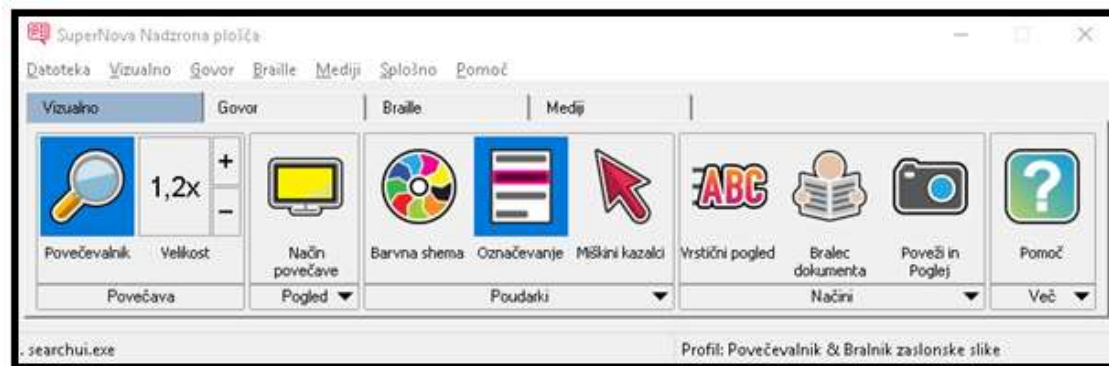 SuperNova Nadzrona plošča
Datoteka Vizualno Govor Braille Mediji Splošno Pomoč
Vizualno Govor Braille Mediji
1,2x + −
ABC ?
Povečevalnik Velikost Način povečave Barvna shema Označevanje Miškini kazalci Vrstični pogled Bralec dokumenta Poveži in Poglej Pomoč
Povečava Pogled Poudarki Načini Več
. searchui.exe Profil: Povečevalnik & Bralnik zaslonske slike